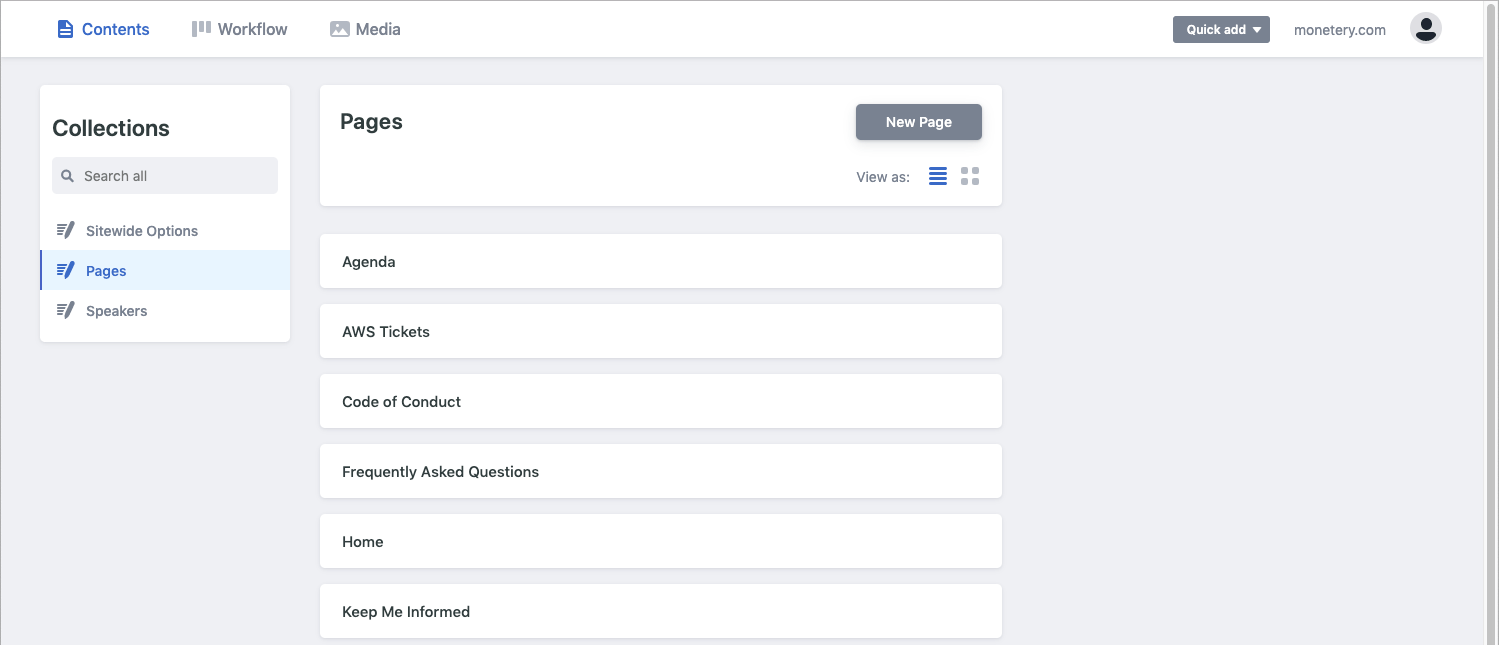 Contents
Workflow
Media
Quick add
monetery.com
Collections
Search all
Sitewide Options
Pages
Speakers
Pages
New Page
View as:
Agenda
AWS Tickets
Code of Conduct
Frequently Asked Questions
Home
Keep Me Informed